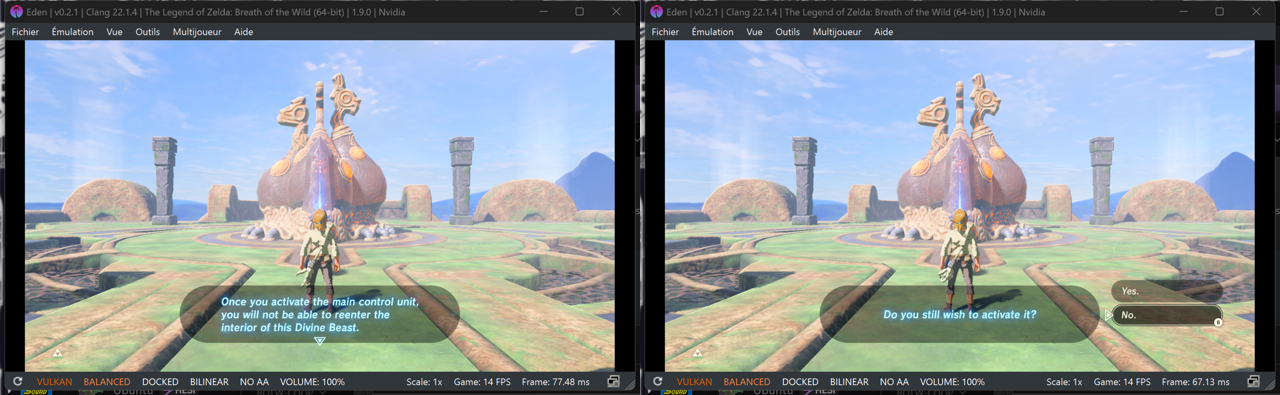 Eden | v0.2.1 | Clang 22.1.4 | The Legend of Zelda: Breath of the Wild (64-bit) | 1.9.0 | Nvidia
Fichier Émulation Vue Outils Multijoueur Aide
Once you activate the main control unit,
you will not be able to reenter the
interior of this Divine Beast.
VULKAN BALANCED DOCKED BILINEAR NO AA VOLUME: 100% Scale: 1x Game: 14 FPS Frame: 77.48 ms
Eden | v0.2.1 | Clang 22.1.4 | The Legend of Zelda: Breath of the Wild (64-bit) | 1.9.0 | Nvidia
Fichier Émulation Vue Outils Multijoueur Aide
Do you still wish to activate it?
Yes.
No.
VULKAN BALANCED DOCKED BILINEAR NO AA VOLUME: 100% Scale: 1x Game: 14 FPS Frame: 67.13 ms